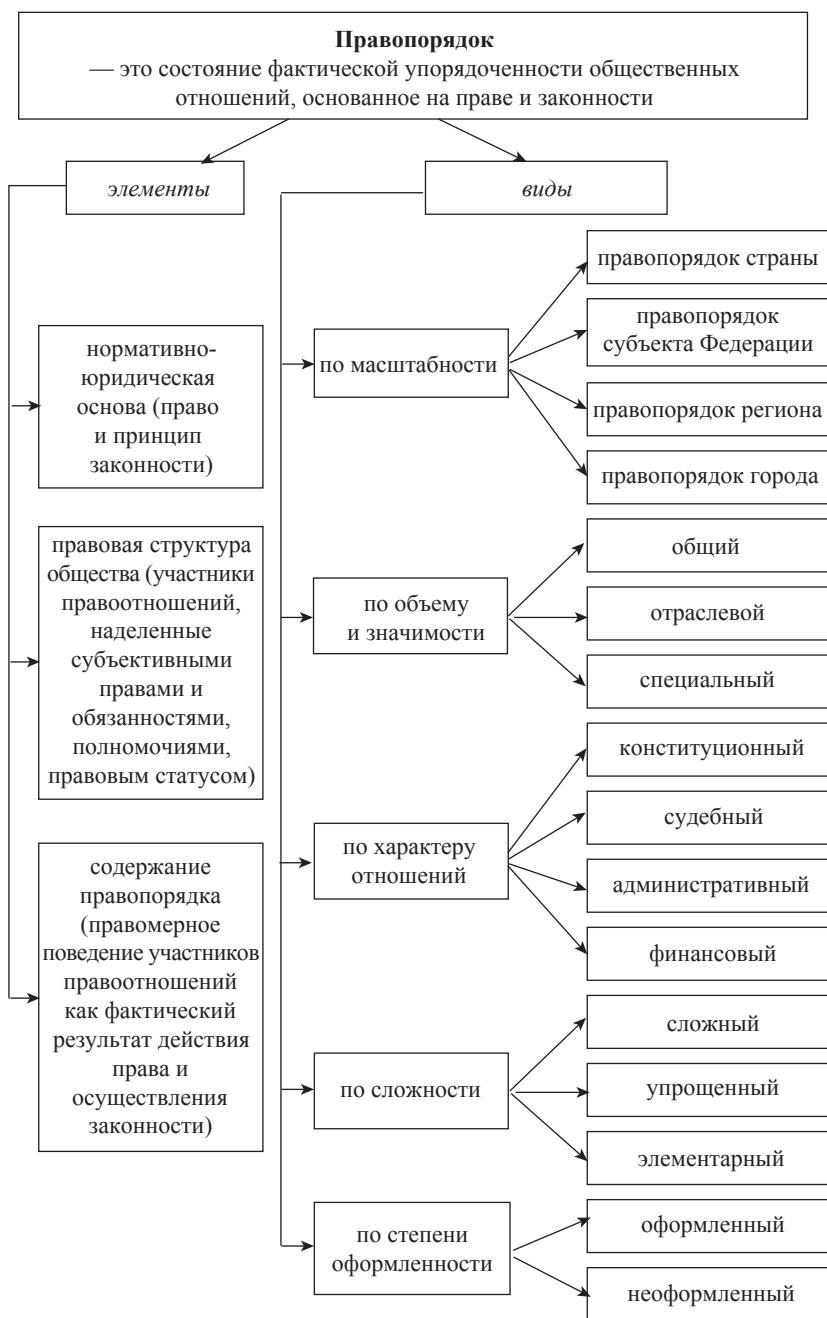 Правопорядок
— это состояние фактической упорядоченности общественных
отношений, основанное на праве и законности
элементы
виды
нормативно-
юридическая
основа (право
и принцип
законности)
правовая структура
общества (участники
правоотношений,
наделенные
субъективными
правами и
обязанностями,
полномочиями,
правовым статусом)
содержание
правопорядка
(правомерное
поведение участников
правоотношений
как фактический
результат действия
права и
осуществления
законности)
по масштабности
правопорядок страны
правопорядок
субъекта Федерации
правопорядок региона
правопорядок города
по объему
и значимости
общий
отраслевой
специальный
по характеру
отношений
конституционный
судебный
административный
финансовый
по сложности
сложный
упрощенный
элементарный
по степени
оформленности
оформленный
неоформленный